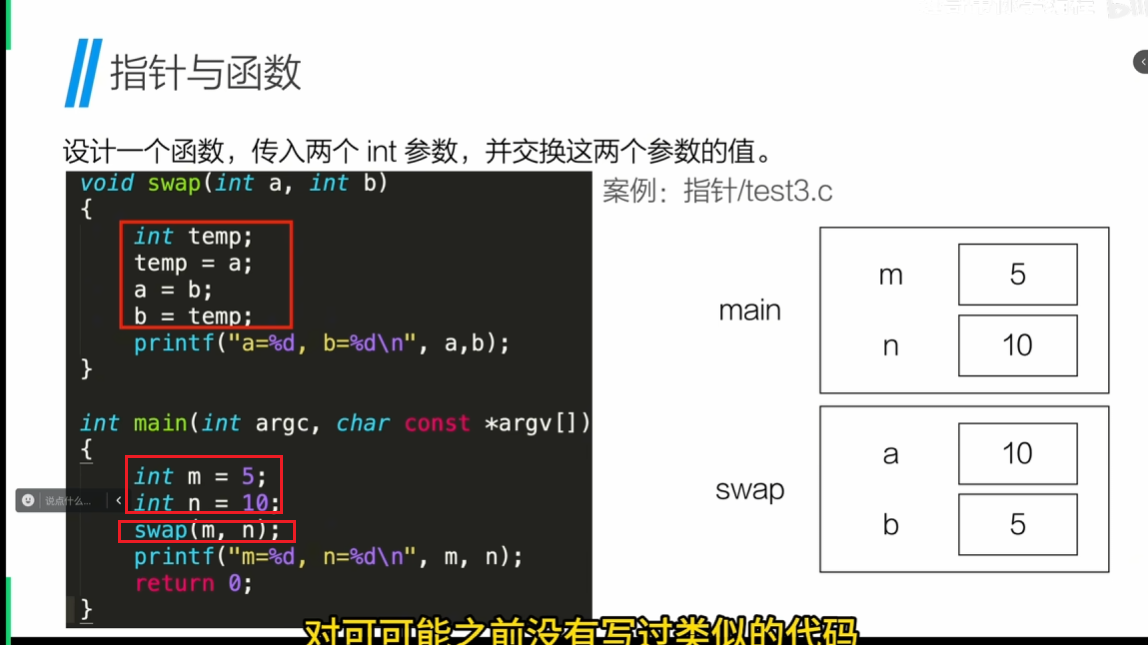 指针与函数
设计一个函数，传入两个 int 参数，并交换这两个参数的值。
void swap(int a, int b)
{
int temp;
temp = a;
a = b;
b = temp;
printf("a=%d, b=%d\n", a,b);
}
int main(int argc, char const *argv[])
{
int m = 5;
int n = 10;
swap(m, n);
printf("m=%d, n=%d\n", m, n);
return 0;
}
案例：指针/test3.c
main
m
5
n
10
swap
a
10
b
5
说点什么...
对可可能之前没有写过类似的代码